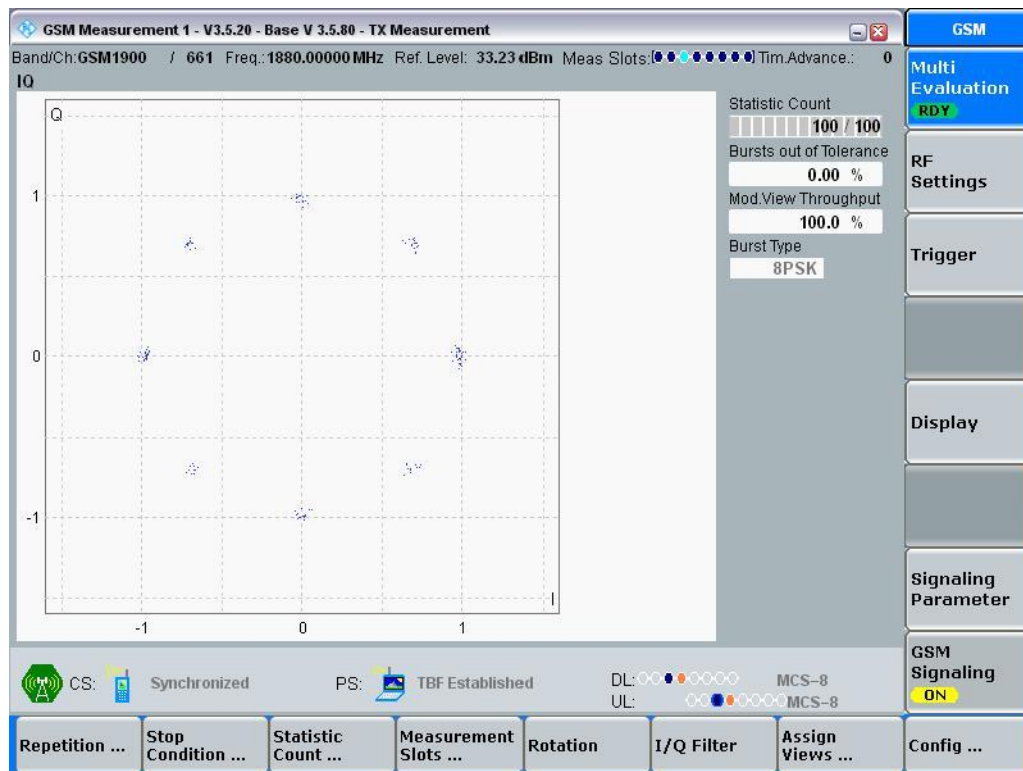 GSM Measurement 1 - V3.5.20 - Base V 3.5.80 - TX Measurement
GSM
Band/Ch:GSM1900 / 661 Freq.:1880.00000 MHz Ref. Level: 33.23 dBm Meas Slots: Tim.Advance.: 0
IQ
Multi
Evaluation
RDY
Q
Statistic Count
100 / 100
Bursts out of Tolerance
0.00 %
Mod.View Throughput
100.0 %
Burst Type
8PSK
RF
Settings
Trigger
1
0
-1
I
-1 0 1
Display
Signaling
Parameter
GSM
Signaling
ON
CS: Synchronized PS: TBF Established DL: MCS-8
UL: MCS-8
Repetition ...
Stop
Condition ...
Statistic
Count ...
Measurement
Slots ...
Rotation
I/Q Filter
Assign
Views ...
Config ...